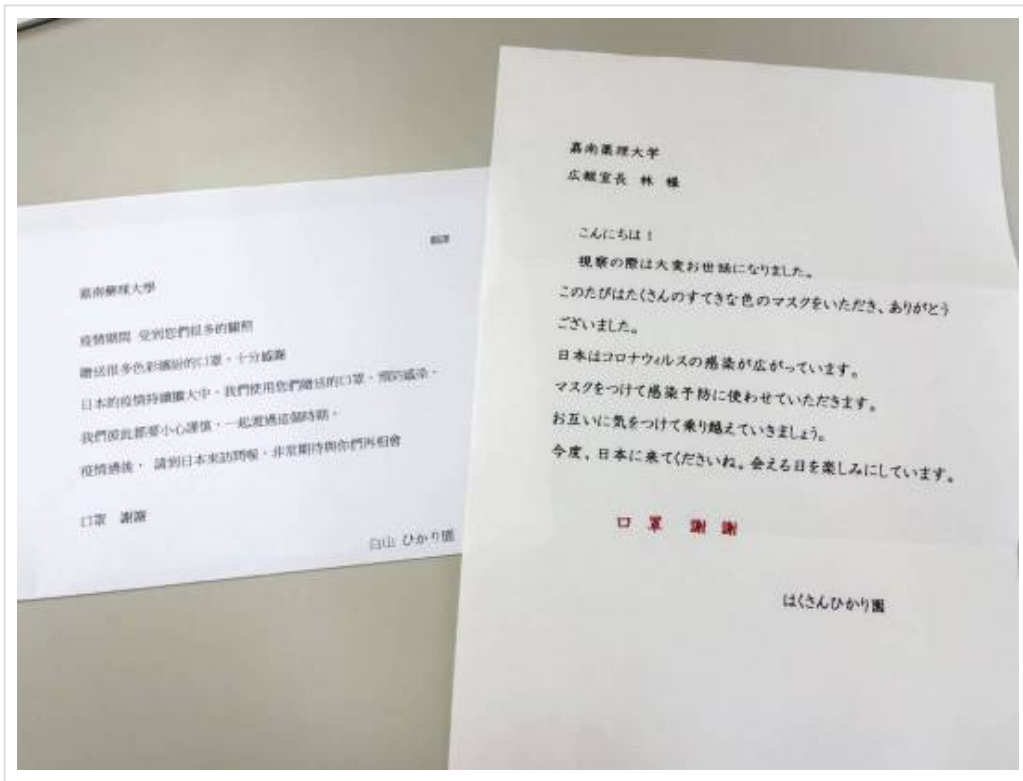 翻譯
嘉南藥理大學
疫情期間 受到您們很多的關照
贈送很多色彩繽紛的口罩，十分感謝
日本的疫情持續擴大中，我們使用您們贈送的口罩，預防感染。
我們彼此都要小心謹慎，一起渡過這個時期。
疫情過後， 請到日本來訪問喔，非常期待與你們再相會
口罩 謝謝
白山 ひかり園
嘉南薬理大学
広報室長 林 様
こんにちは！
視察の際は大変お世話になりました。
このたびはたくさんのすてきな色のマスクをいただき、ありがとう
ございました。
日本はコロナウィルスの感染が広がっています。
マスクをつけて感染予防に使わせていただきます。
お互いに気をつけて乗り越えていきましょう。
今度、日本に来てくださいね。会える日を楽しみにしています。
口 罩 謝 謝
はくさんひかり園